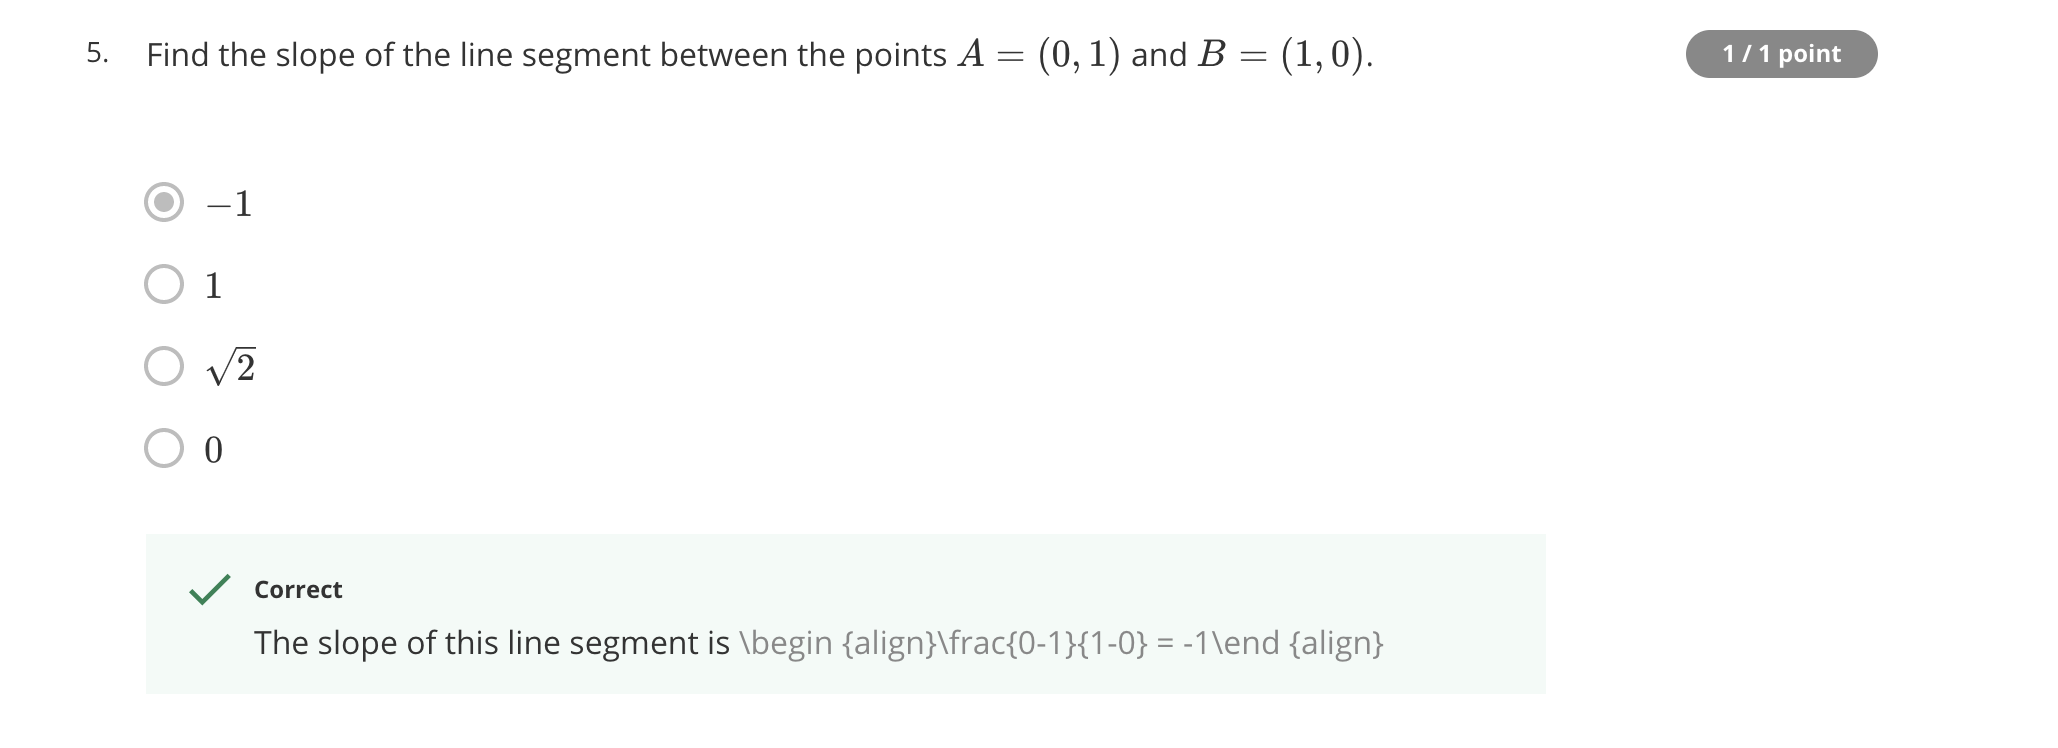 5. Find the slope of the line segment between the points A = (0, 1) and B = (1, 0).
1 / 1 point
−1
1
√2
0
Correct
The slope of this line segment is \begin {align}\frac{0-1}{1-0} = -1\end {align}